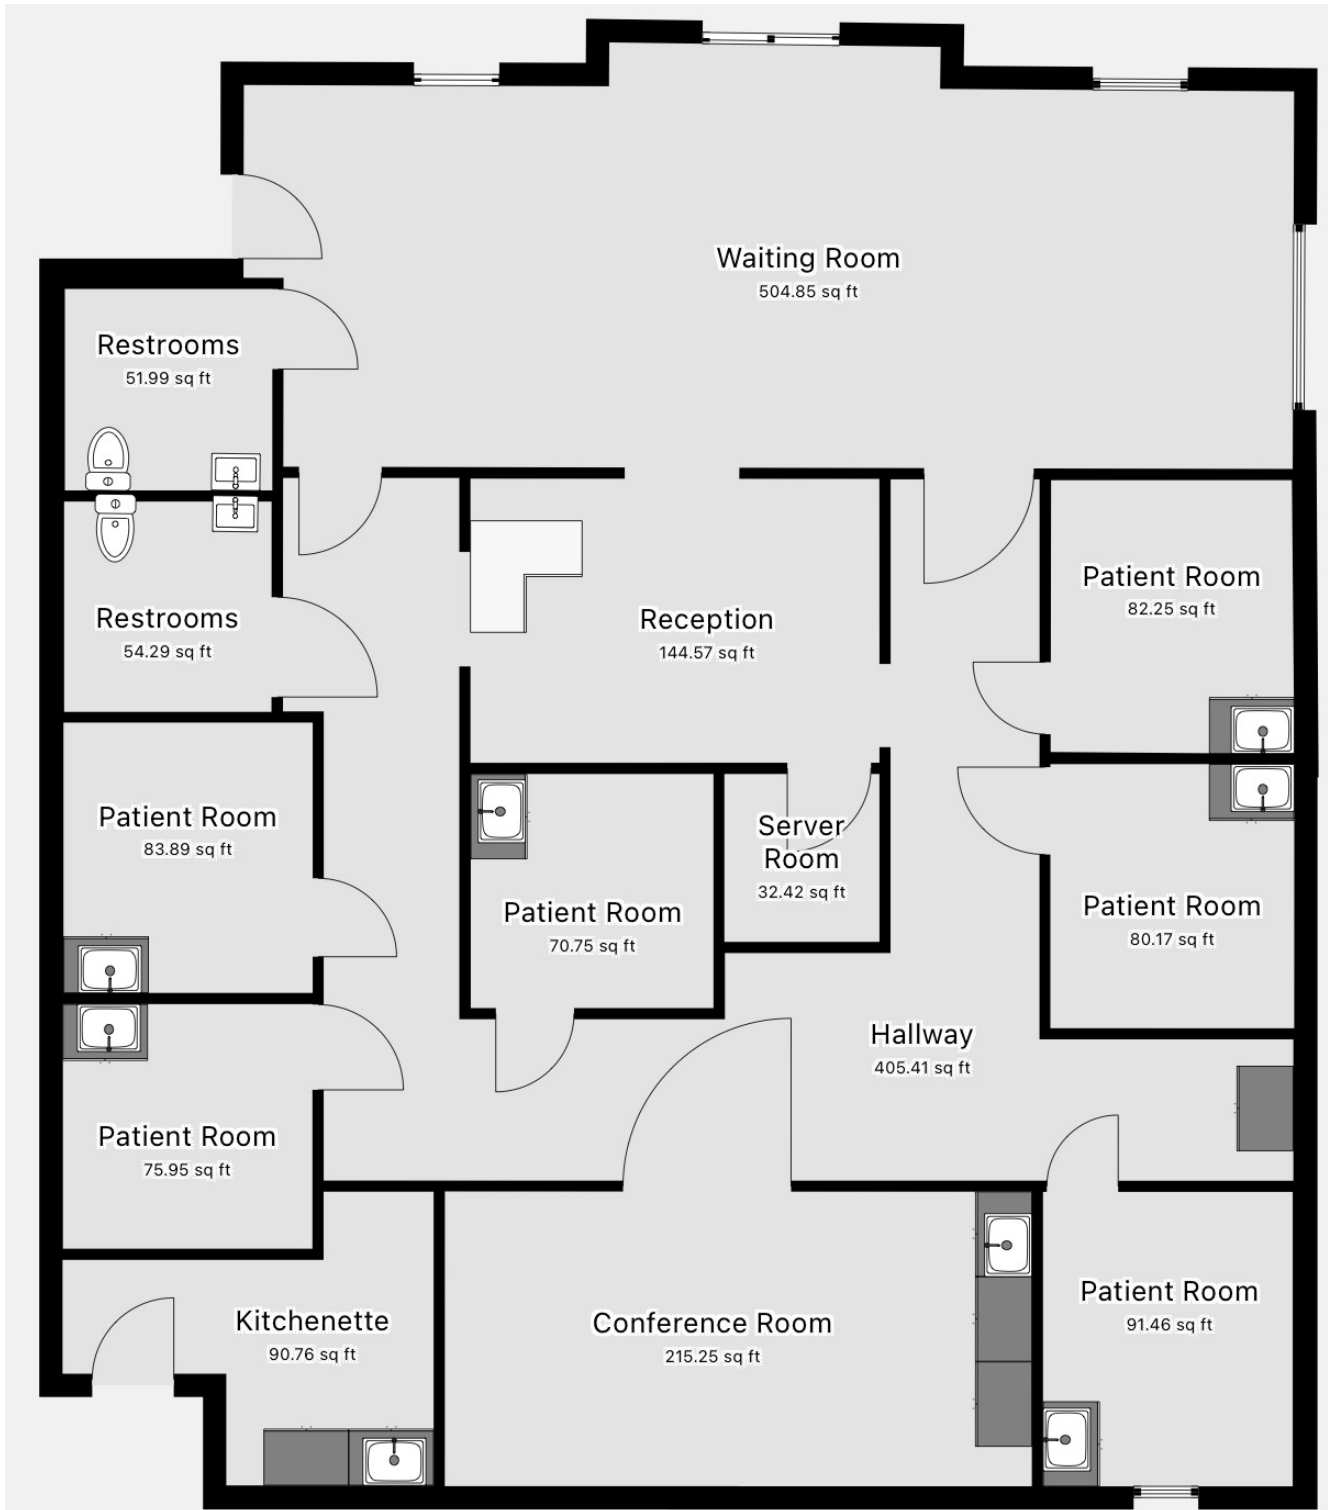 Waiting Room
504.85 sq ft
Restrooms
51.99 sq ft
Restrooms
54.29 sq ft
Reception
144.57 sq ft
Patient Room
82.25 sq ft
Patient Room
83.89 sq ft
Server
Room
32.42 sq ft
Patient Room
70.75 sq ft
Patient Room
80.17 sq ft
Hallway
405.41 sq ft
Patient Room
75.95 sq ft
Kitchenette
90.76 sq ft
Conference Room
215.25 sq ft
Patient Room
91.46 sq ft